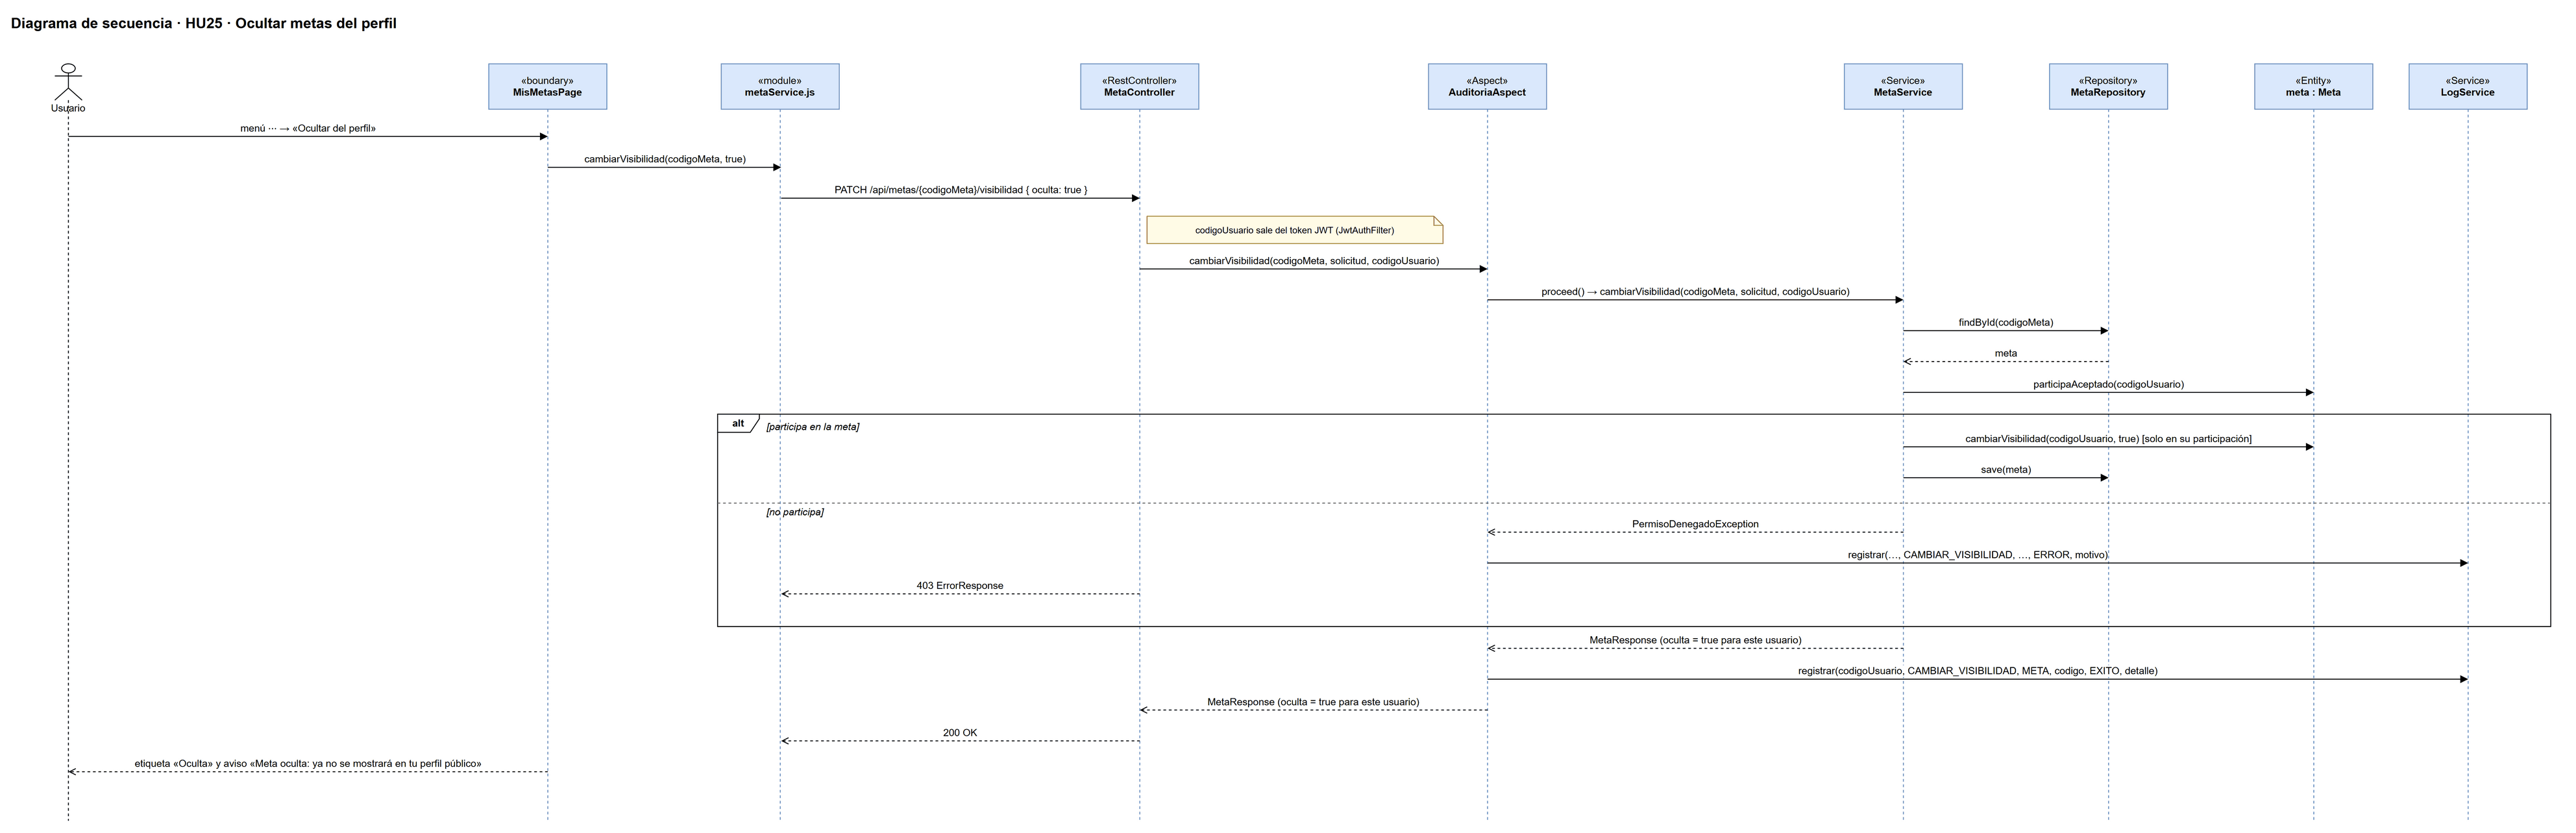 Diagrama de secuencia · HU25 · Ocultar metas del perfil
Usuario
«boundary»
MisMetasPage
«module»
metaService.js
«RestController»
MetaController
«Aspect»
AuditoriaAspect
«Service»
MetaService
«Repository»
MetaRepository
«Entity»
meta : Meta
«Service»
LogService
menú ··· → «Ocultar del perfil»
cambiarVisibilidad(codigoMeta, true)
PATCH /api/metas/{codigoMeta}/visibilidad { oculta: true }
codigoUsuario sale del token JWT (JwtAuthFilter)
cambiarVisibilidad(codigoMeta, solicitud, codigoUsuario)
proceed() → cambiarVisibilidad(codigoMeta, solicitud, codigoUsuario)
findById(codigoMeta)
meta
participaAceptado(codigoUsuario)
alt
[participa en la meta]
cambiarVisibilidad(codigoUsuario, true) [solo en su participación]
save(meta)
[no participa]
PermisoDenegadoException
registrar(…, CAMBIAR_VISIBILIDAD, …, ERROR, motivo)
403 ErrorResponse
MetaResponse (oculta = true para este usuario)
registrar(codigoUsuario, CAMBIAR_VISIBILIDAD, META, codigo, EXITO, detalle)
MetaResponse (oculta = true para este usuario)
200 OK
etiqueta «Oculta» y aviso «Meta oculta: ya no se mostrará en tu perfil público»